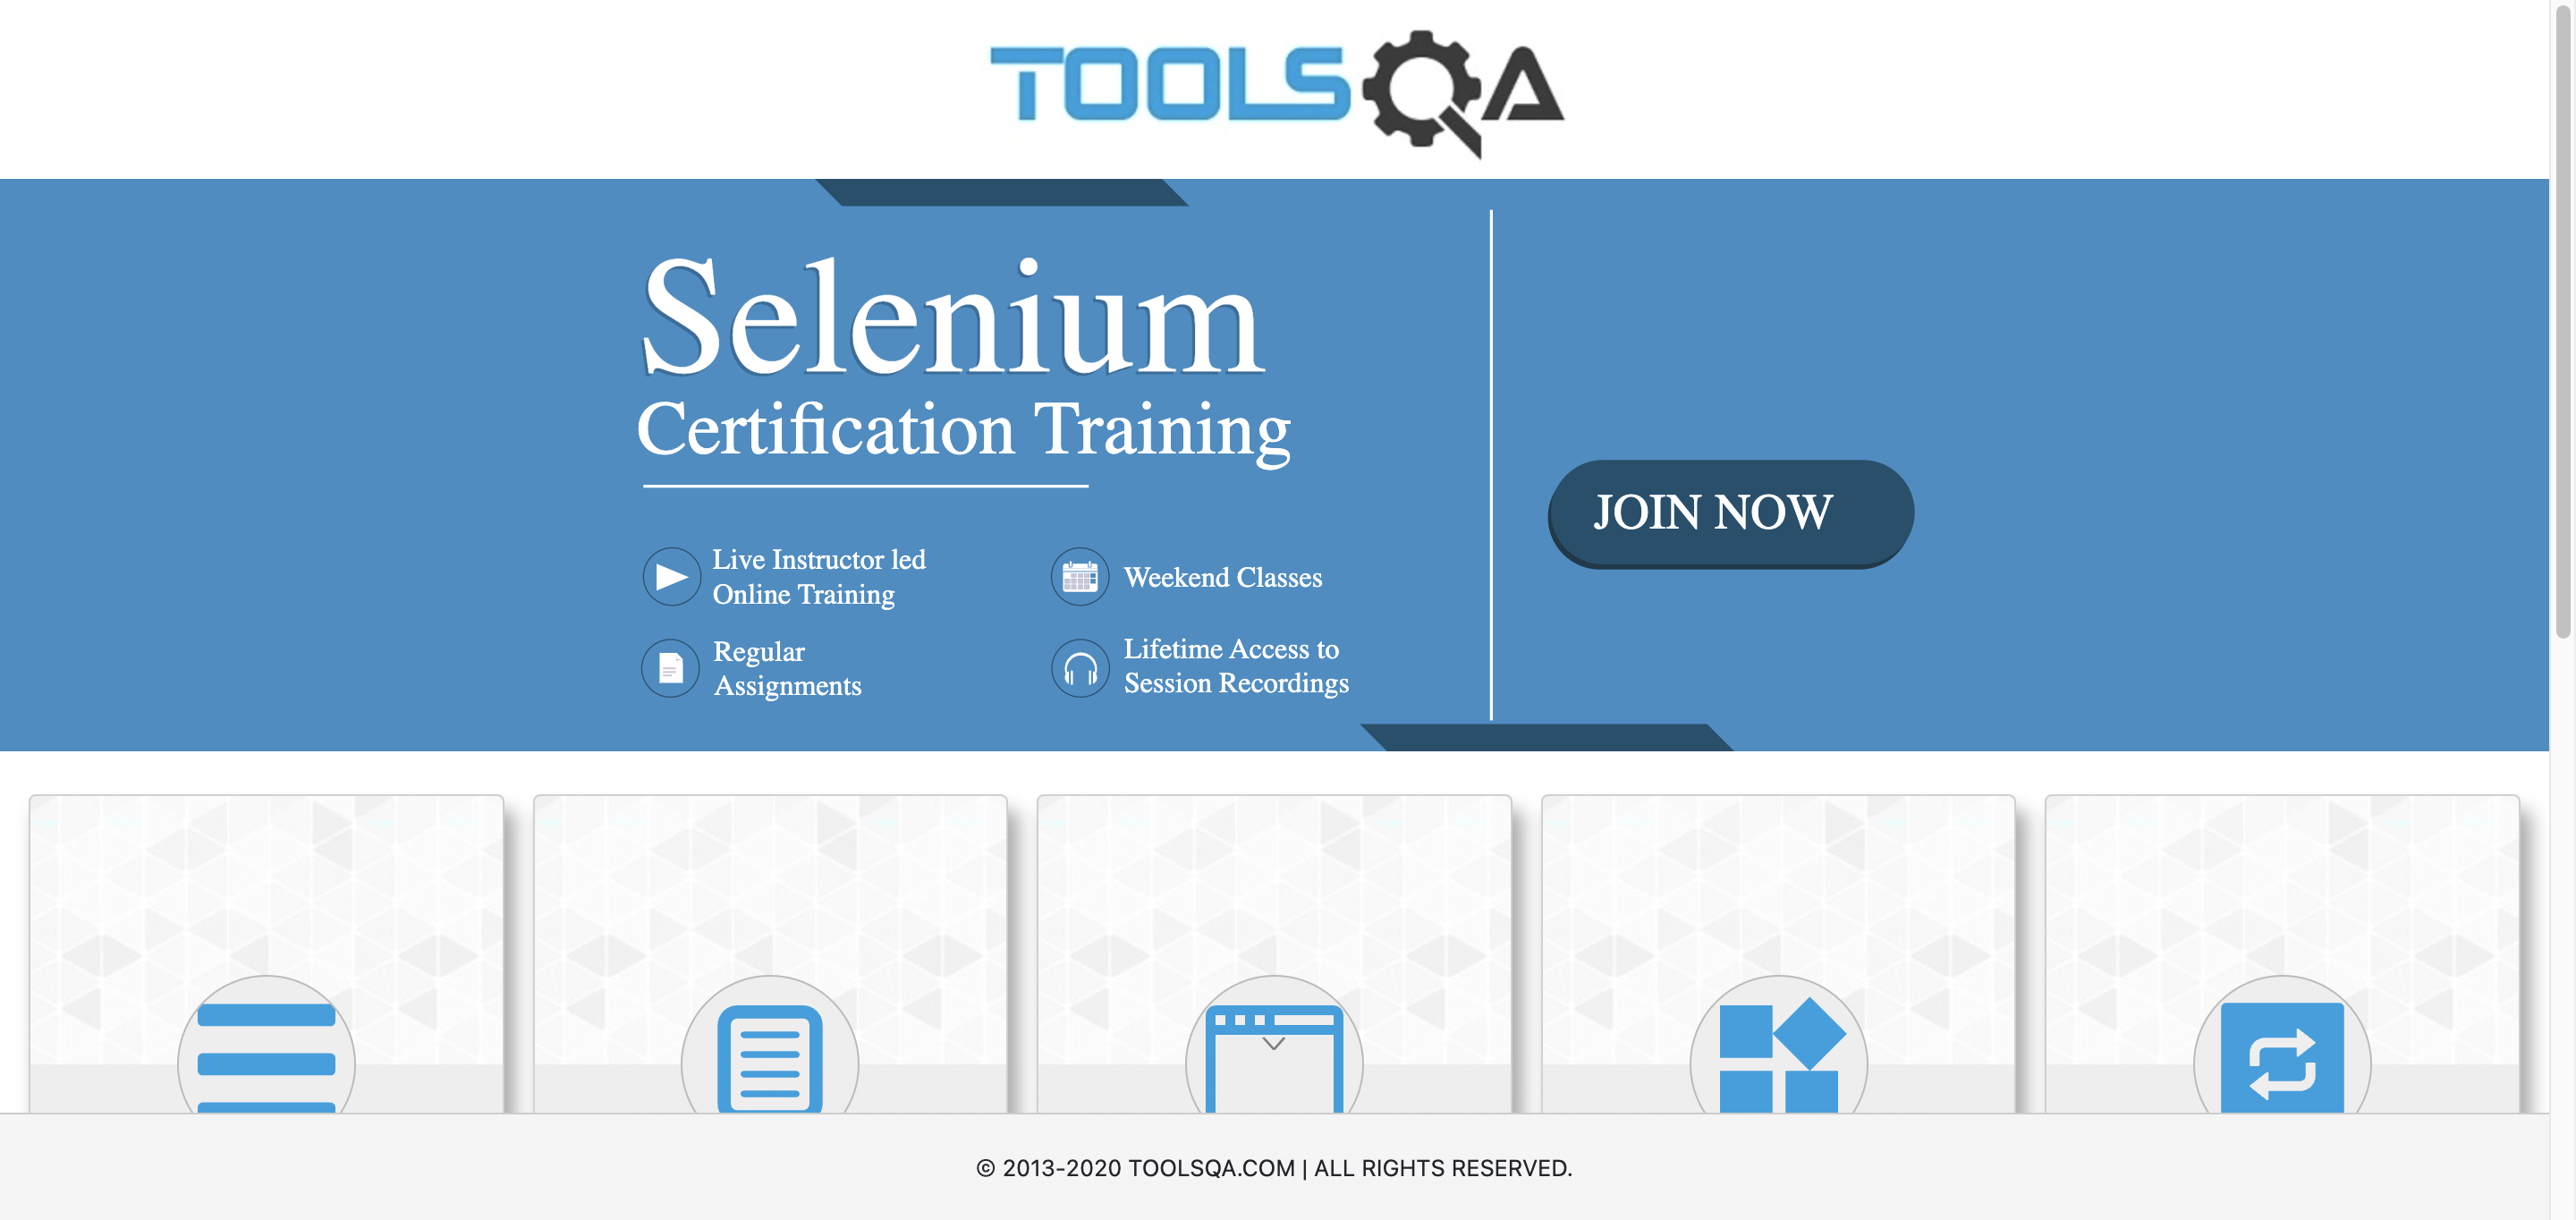 TOOLSQA
Selenium
Certification Training
Live Instructor led
Online Training
Weekend Classes
Regular
Assignments
Lifetime Access to
Session Recordings
JOIN NOW
© 2013-2020 TOOLSQA.COM | ALL RIGHTS RESERVED.